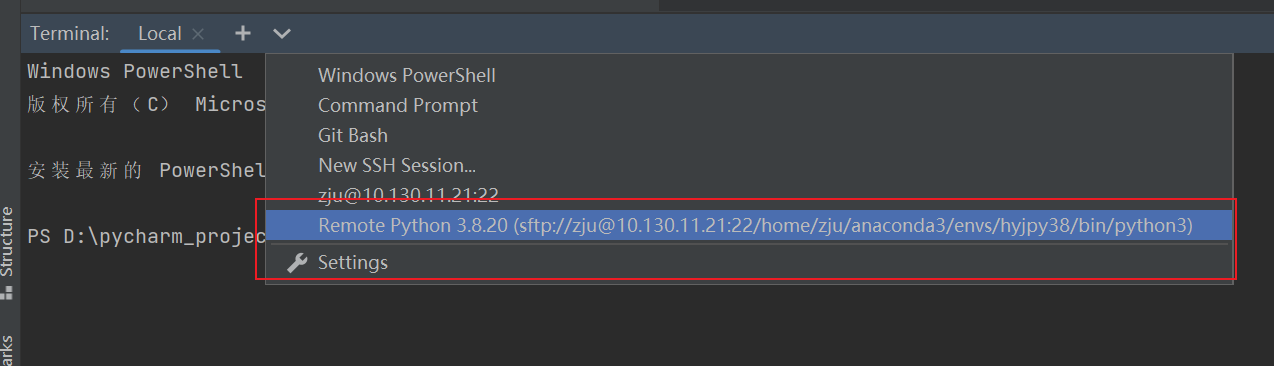 Terminal: Local
Windows PowerShell
版权所有（C） Micros
安装最新的 PowerShel
PS D:\pycharm_projec
Windows PowerShell
Command Prompt
Git Bash
New SSH Session...
zju@10.130.11.21:22
Remote Python 3.8.20 (sftp://zju@10.130.11.21:22/home/zju/anaconda3/envs/hyjpy38/bin/python3)
Settings
Structure
arks